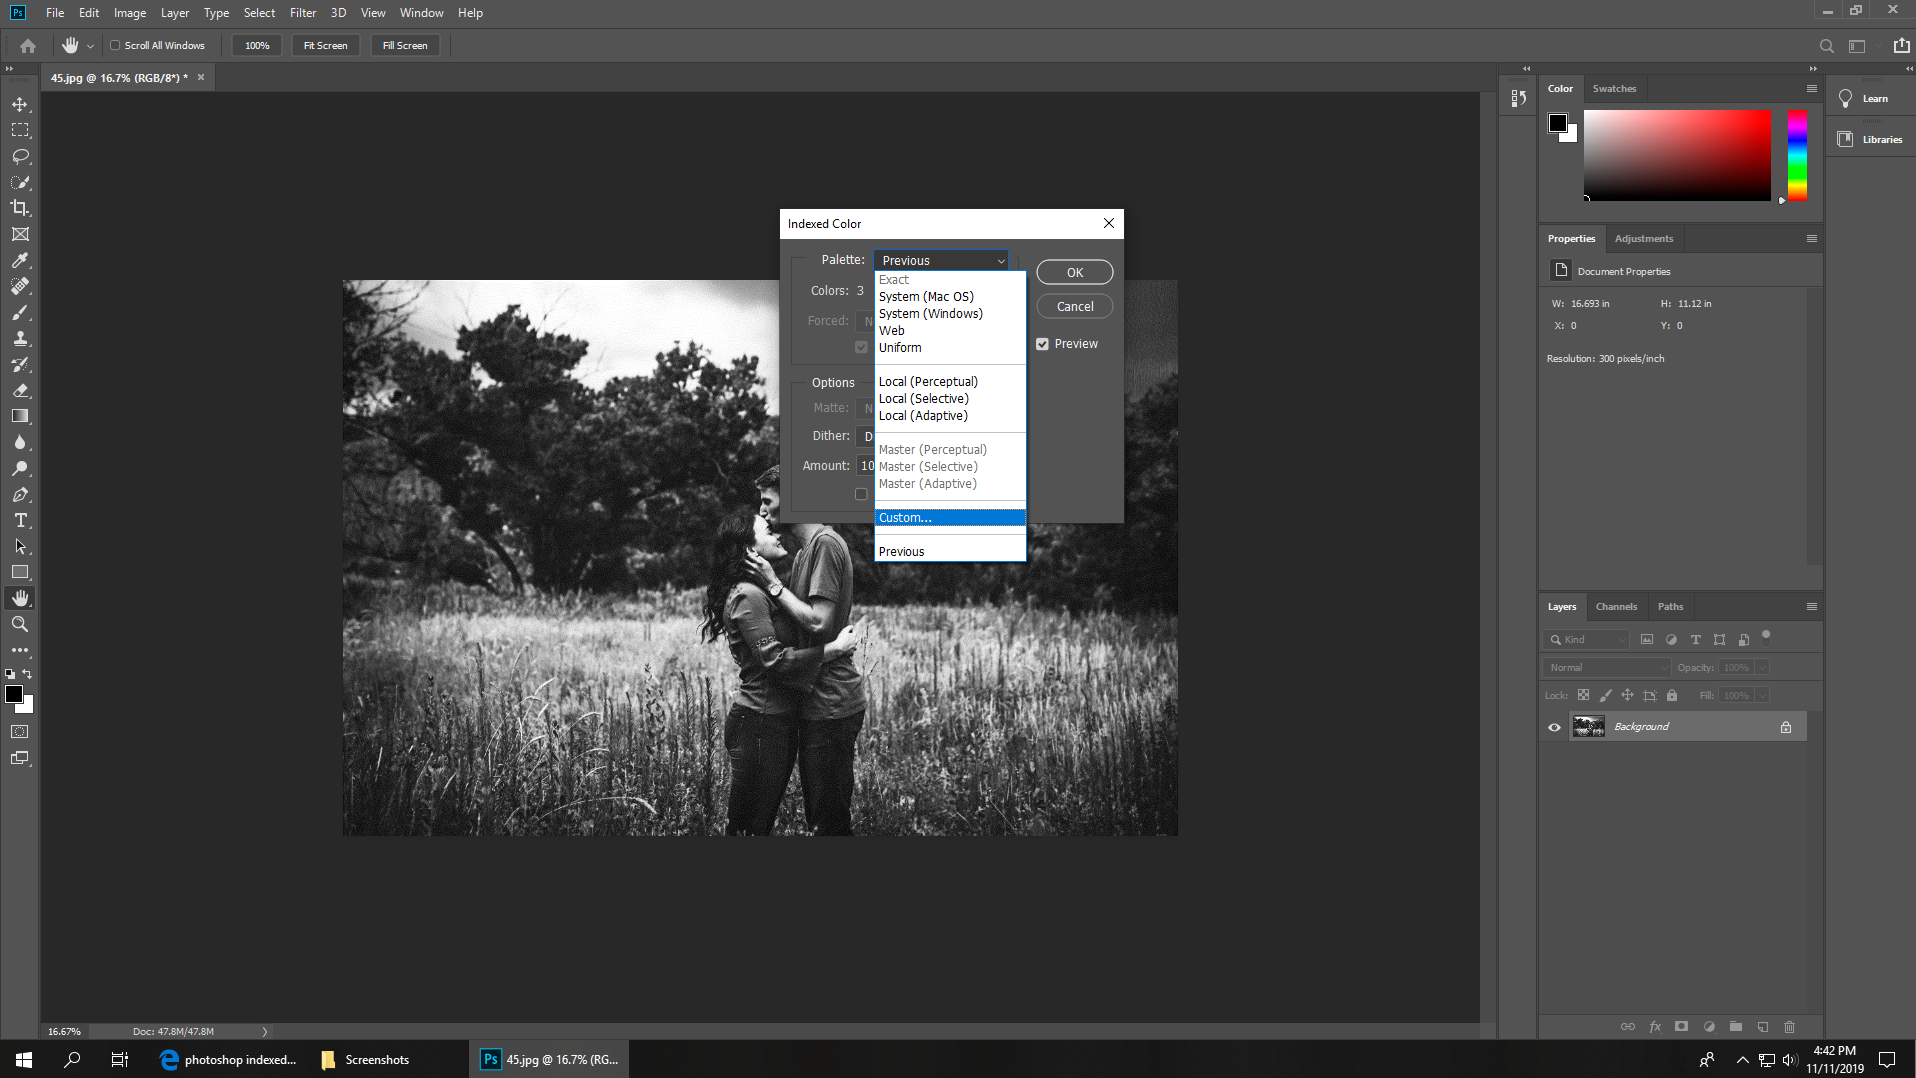 Ps File Edit Image Layer Type Select Filter 3D View Window Help
Scroll All Windows 100% Fit Screen Fill Screen
45.jpg @ 16.7% (RGB/8*) * ×
Indexed Color
Palette: Previous
Colors: 3
Forced: N
Options
Matte: N
Dither: D
Amount: 10
Exact
System (Mac OS)
System (Windows)
Web
Uniform
Local (Perceptual)
Local (Selective)
Local (Adaptive)
Master (Perceptual)
Master (Selective)
Master (Adaptive)
Custom...
Previous
OK
Cancel
Preview
Color Swatches
Learn
Libraries
Properties Adjustments
Document Properties
W: 16.693 in H: 11.12 in
X: 0 Y: 0
Resolution: 300 pixels/inch
Layers Channels Paths
Kind
Normal Opacity: 100%
Lock: Fill: 100%
Background
16.67% Doc: 47.8M/47.8M
photoshop indexed... Screenshots Ps 45.jpg @ 16.7% (RG...
4:42 PM
11/11/2019